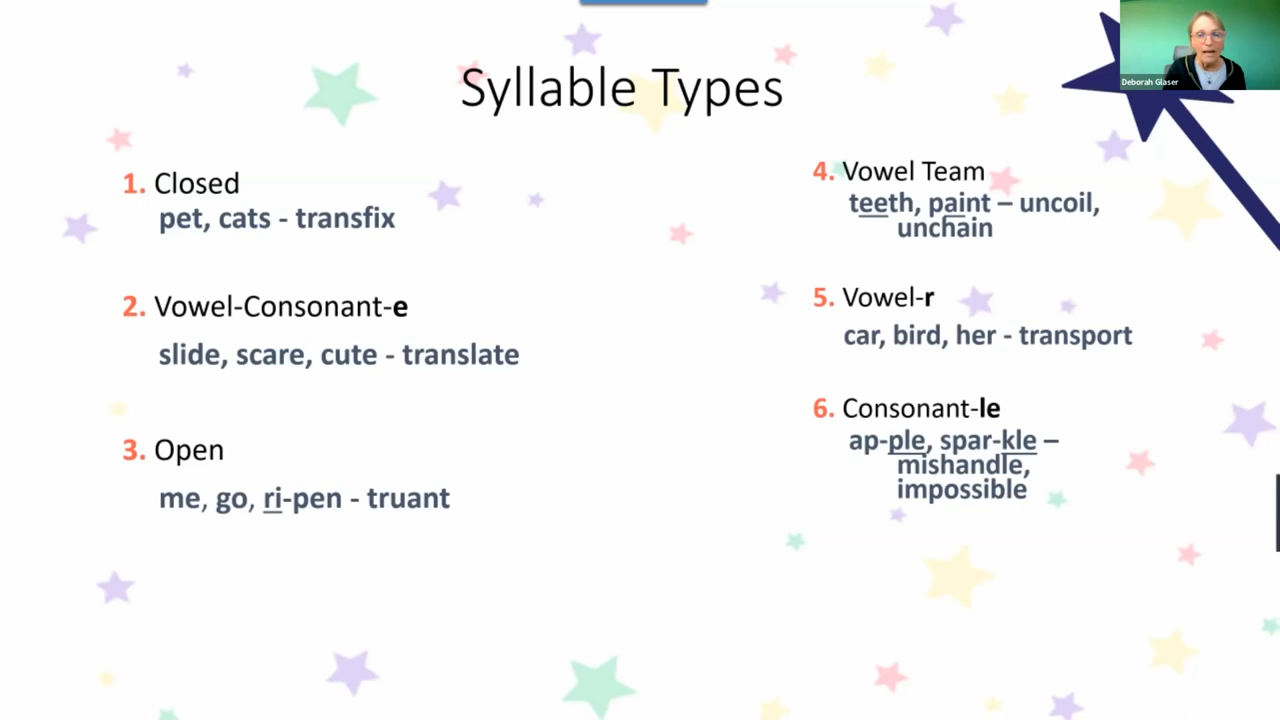 Syllable Types
1. Closed
pet, cats - transfix
2. Vowel-Consonant-e
slide, scare, cute - translate
3. Open
me, go, ri-pen - truant
4. Vowel Team
teeth, paint – uncoil,
unchain
5. Vowel-r
car, bird, her - transport
6. Consonant-le
ap-ple, spar-kle –
mishandle,
impossible
Deborah Glaser